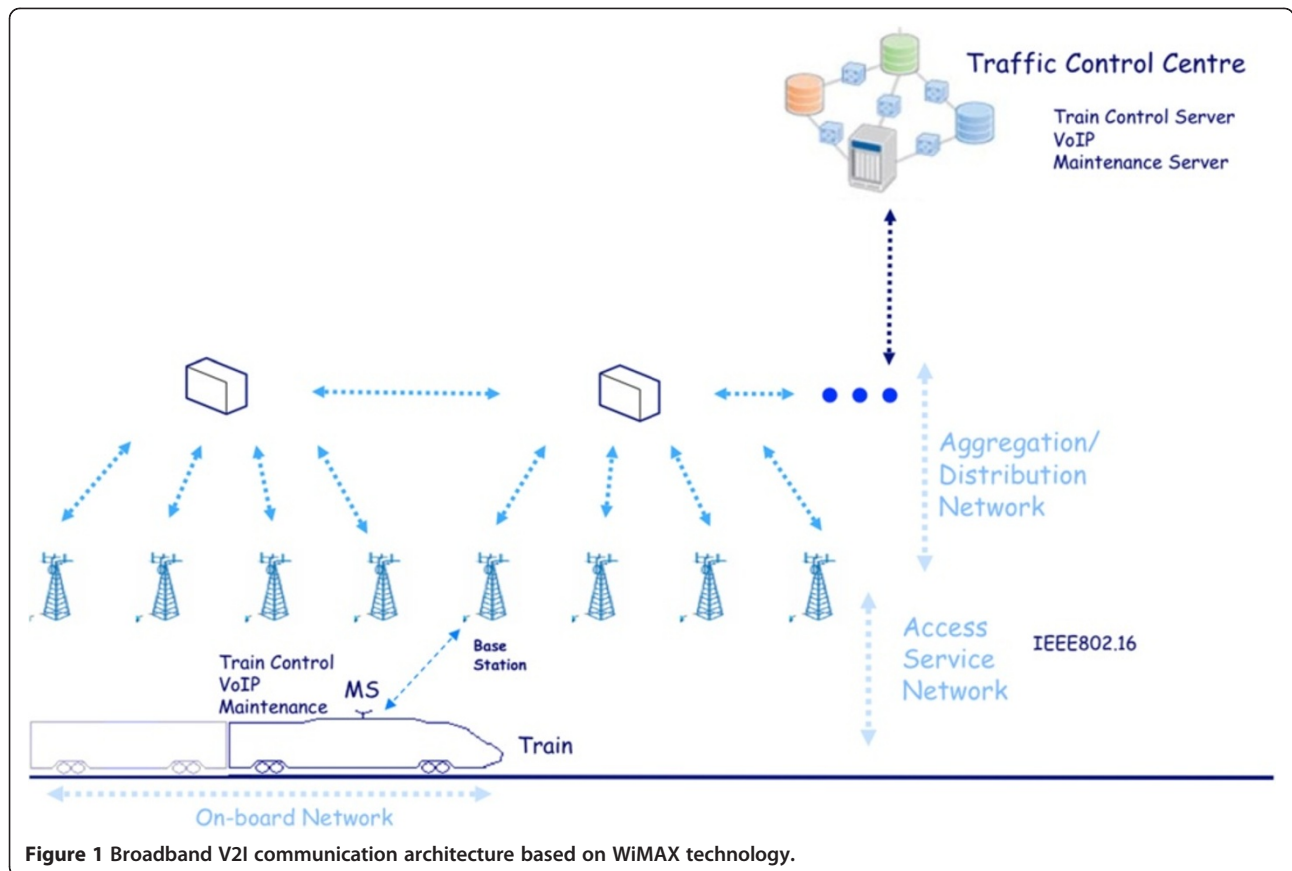 Traffic Control Centre
Train Control Server
VoIP
Maintenance Server
Aggregation/
Distribution
Network
Access
Service
Network
IEEE802.16
Base
Station
Train Control
VoIP
Maintenance
MS
Train
On-board Network
Figure 1 Broadband V2I communication architecture based on WiMAX technology.